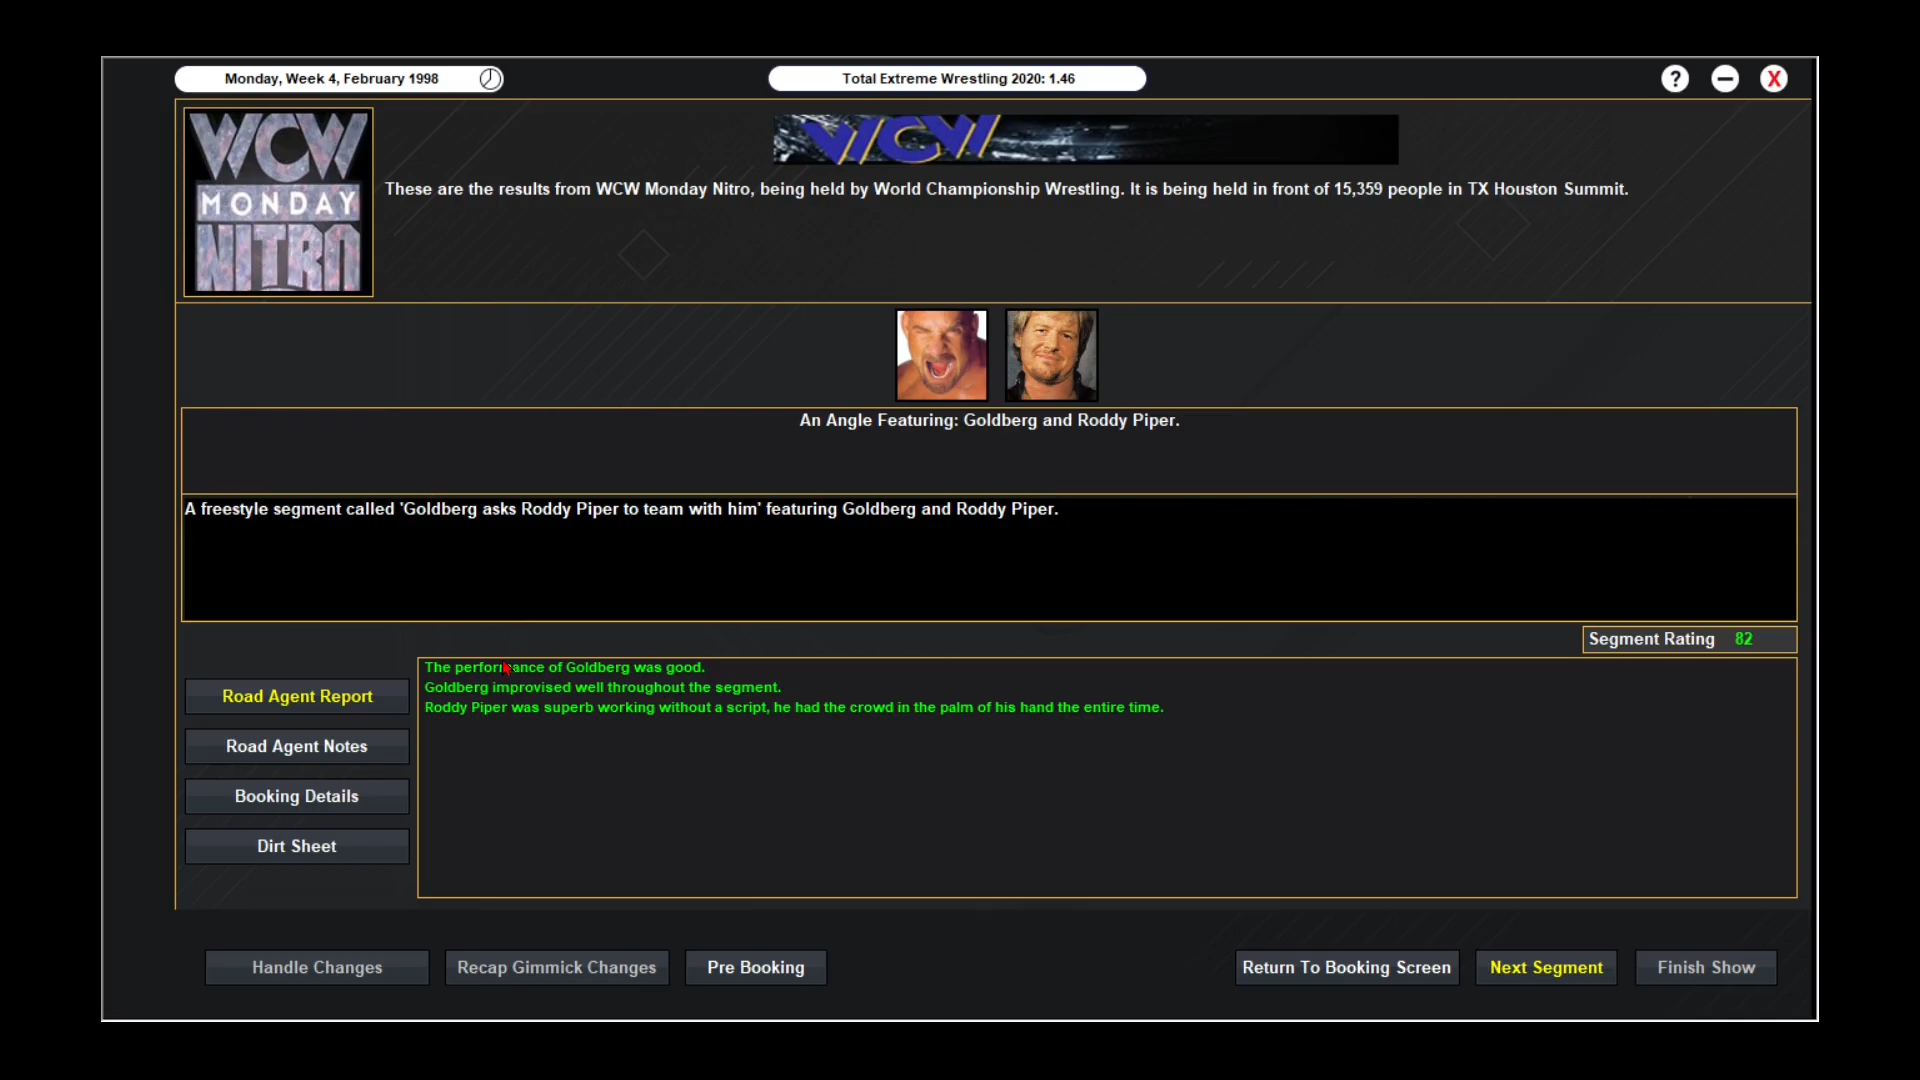 Monday, Week 4, February 1998
Total Extreme Wrestling 2020: 1.46
?
X
WCW
MONDAY
NITRO
WCW
These are the results from WCW Monday Nitro, being held by World Championship Wrestling. It is being held in front of 15,359 people in TX Houston Summit.
An Angle Featuring: Goldberg and Roddy Piper.
A freestyle segment called 'Goldberg asks Roddy Piper to team with him' featuring Goldberg and Roddy Piper.
Segment Rating 82
The performance of Goldberg was good.
Goldberg improvised well throughout the segment.
Roddy Piper was superb working without a script, he had the crowd in the palm of his hand the entire time.
Road Agent Report
Road Agent Notes
Booking Details
Dirt Sheet
Handle Changes
Recap Gimmick Changes
Pre Booking
Return To Booking Screen
Next Segment
Finish Show